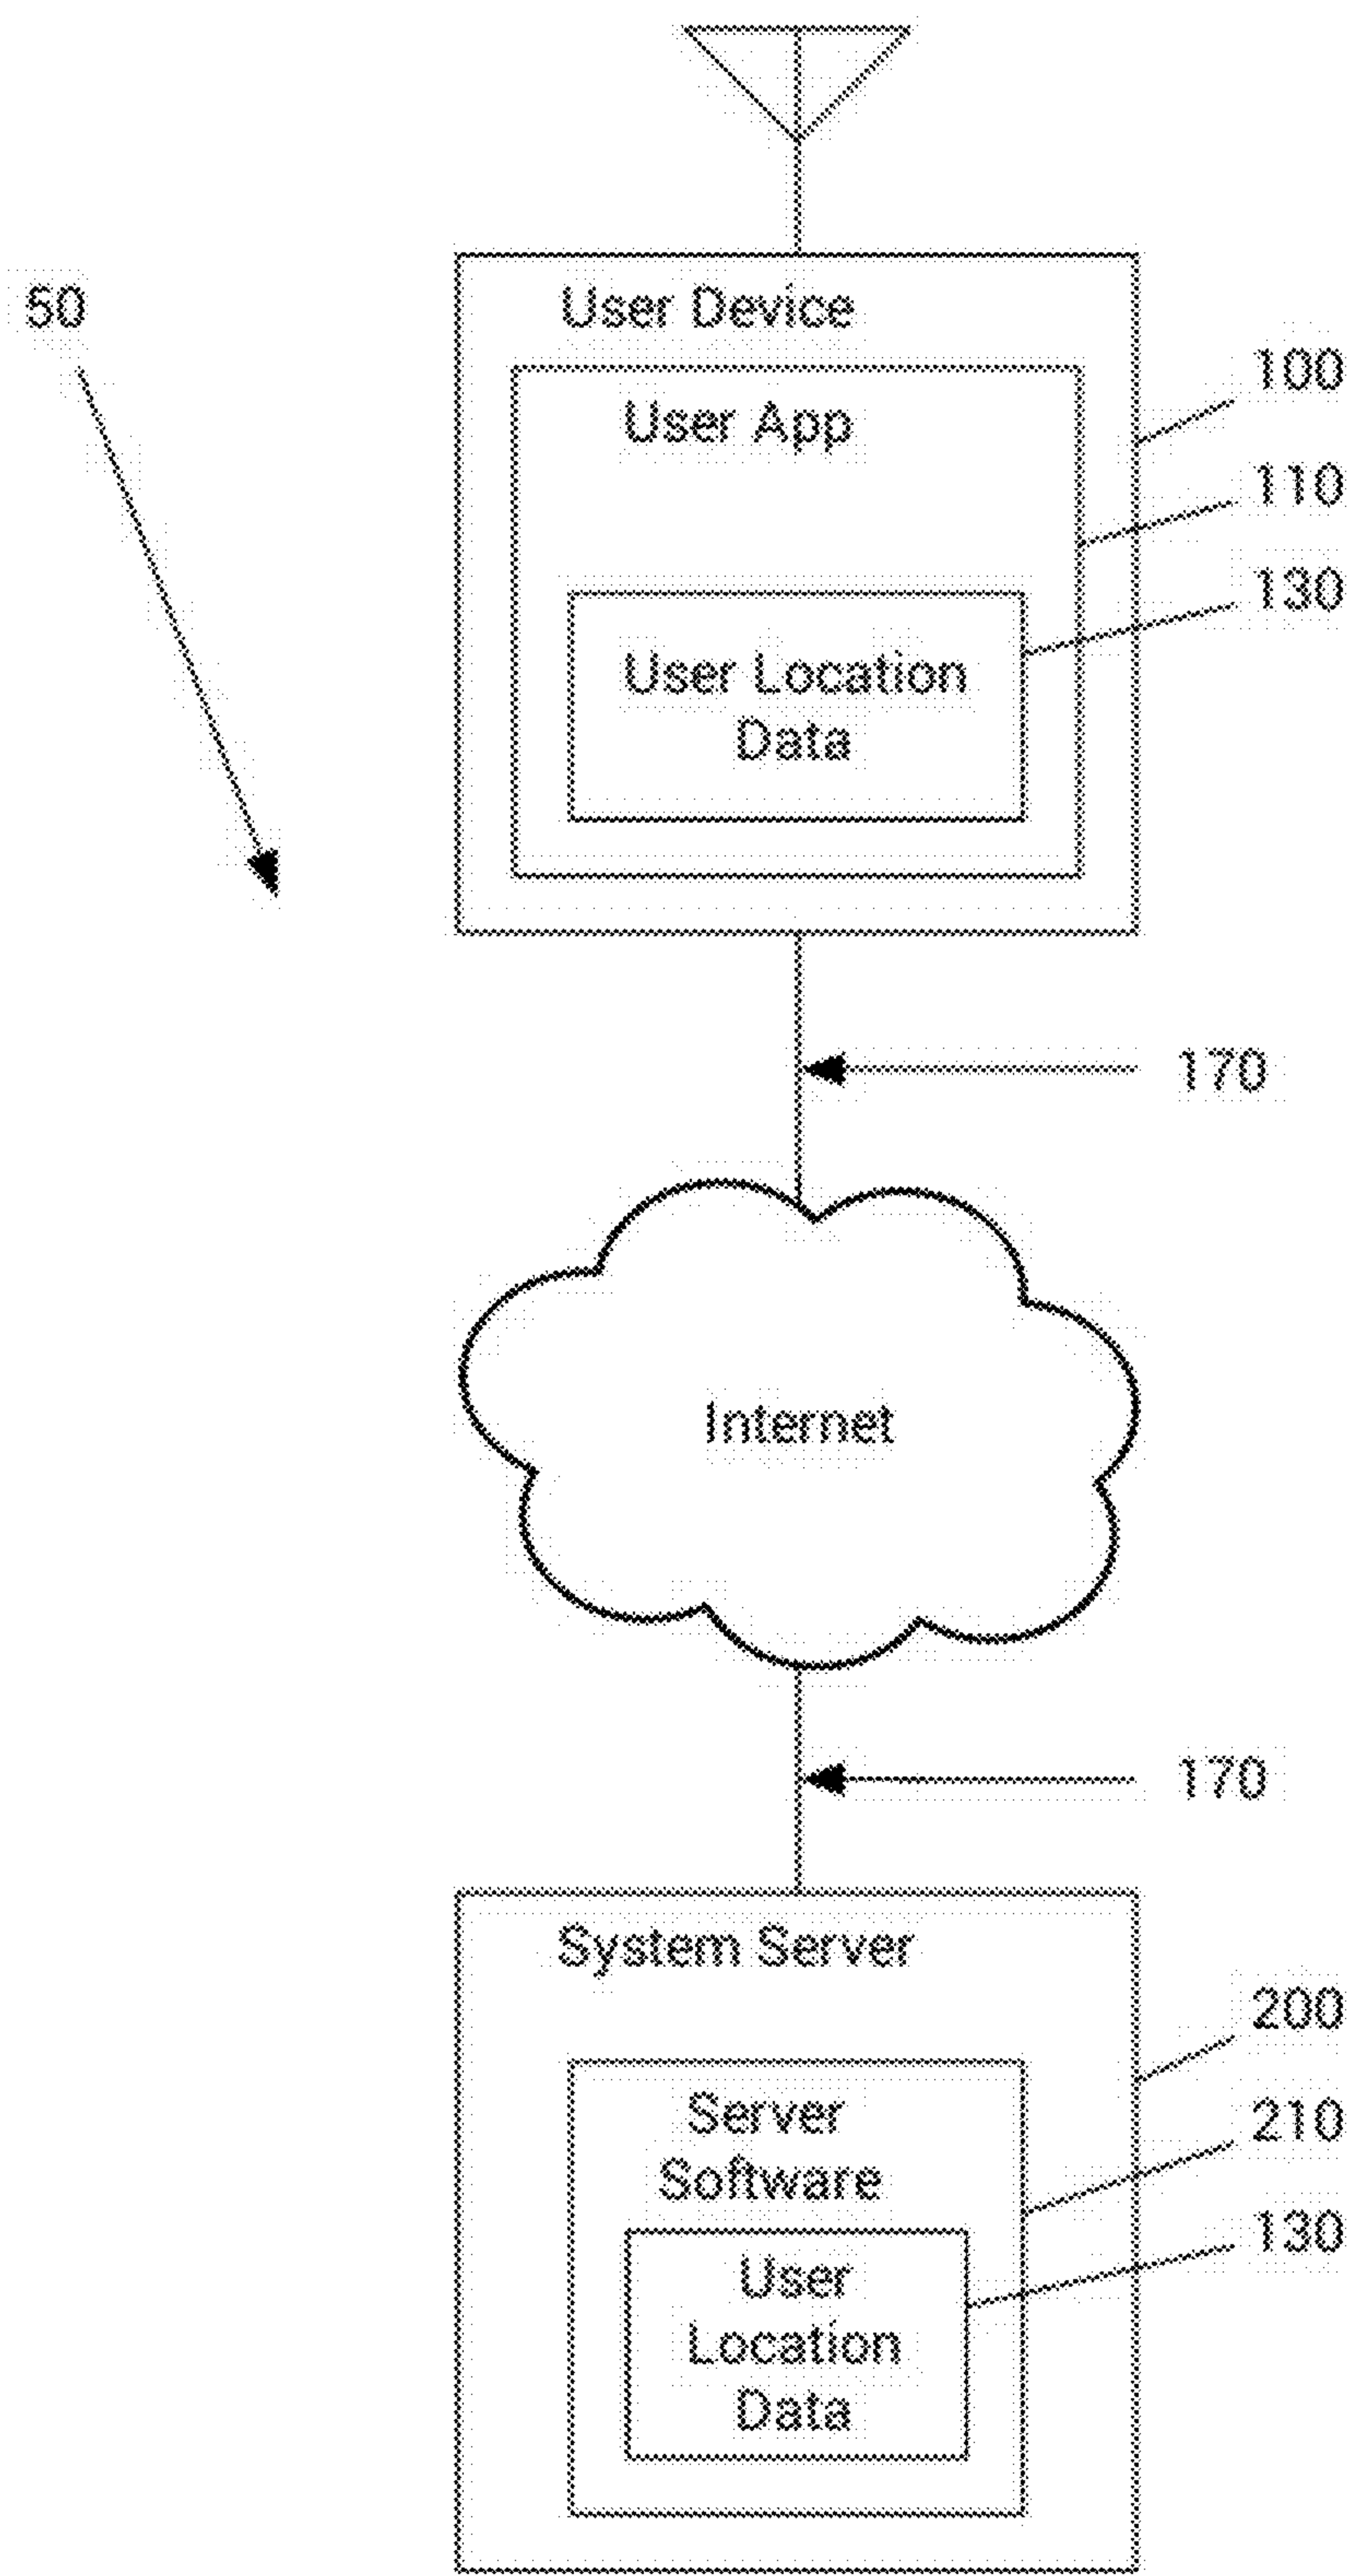 50
User Device
100
User App
110
130
User Location
Data
170
Internet
170
System Server
200
Server
Software
210
130
User
Location
Data